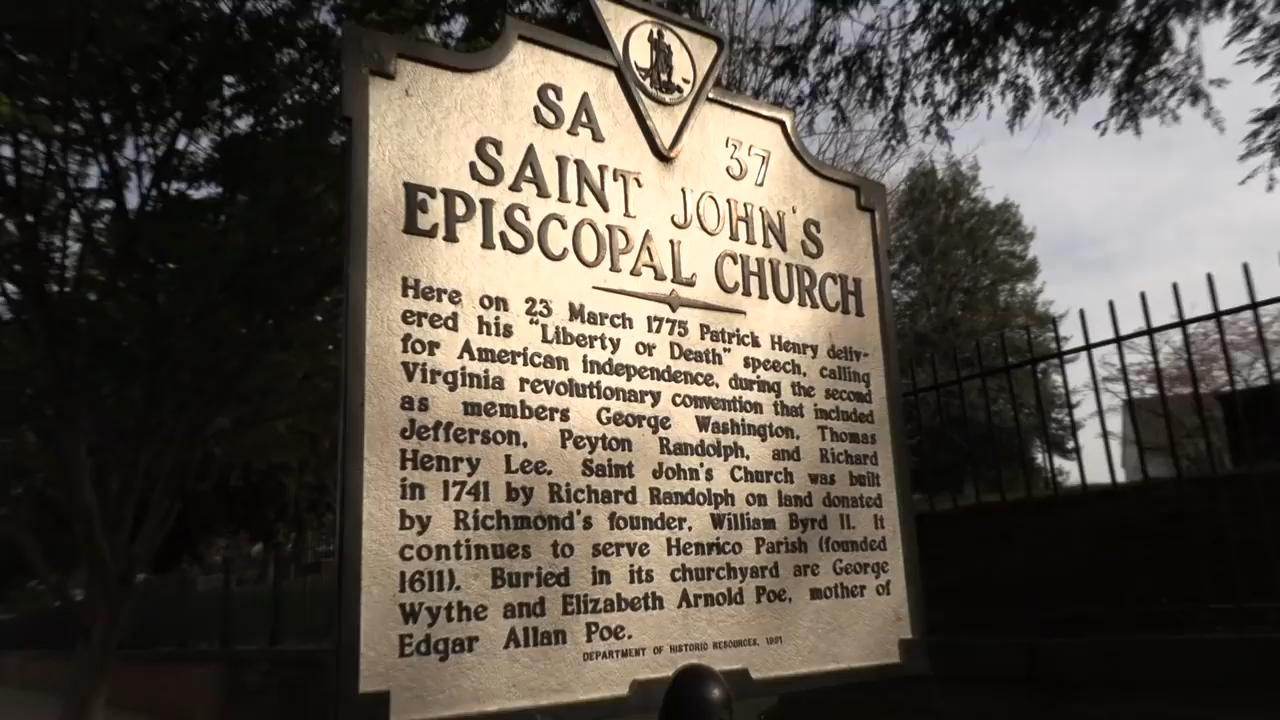 SA 37
SAINT JOHN'S
EPISCOPAL CHURCH
Here on 23 March 1775 Patrick Henry deliv-
ered his "Liberty or Death" speech, calling
for American independence, during the second
Virginia revolutionary convention that included
as members George Washington, Thomas
Jefferson, Peyton Randolph, and Richard
Henry Lee. Saint John's Church was built
in 1741 by Richard Randolph on land donated
by Richmond's founder, William Byrd II. It
continues to serve Henrico Parish (founded
1611). Buried in its churchyard are George
Wythe and Elizabeth Arnold Poe, mother of
Edgar Allan Poe.
DEPARTMENT OF HISTORIC RESOURCES, 1991